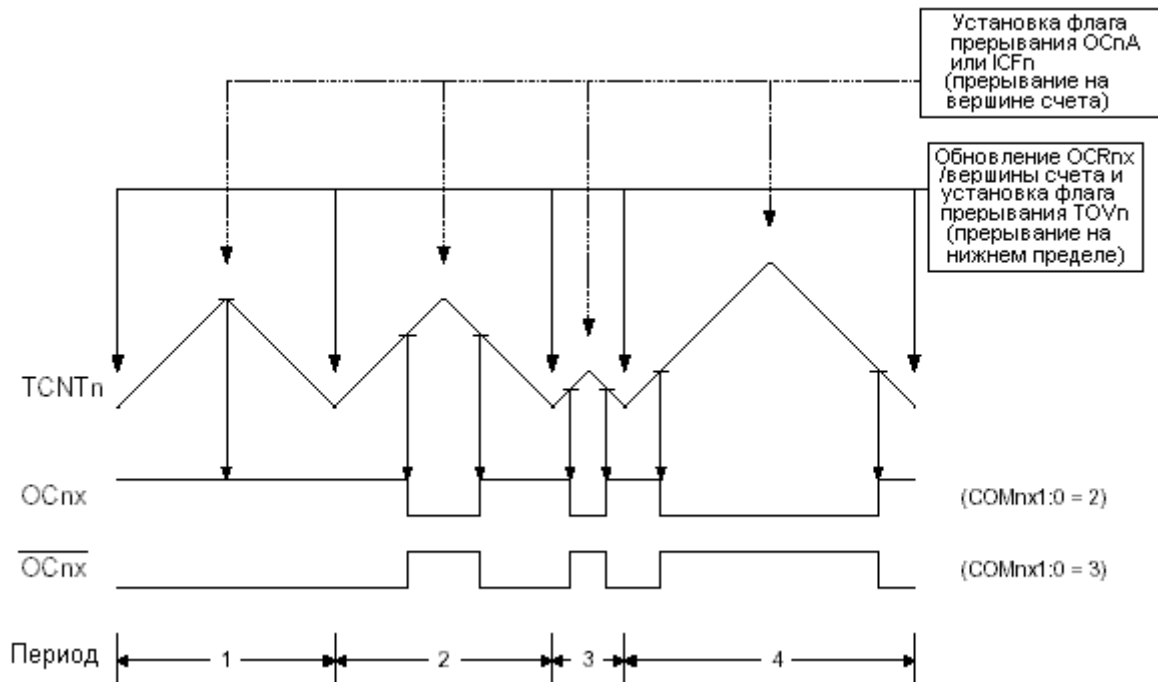 Установка флага
прерывания OCnA
или ICFn
(прерывание на
вершине счета)
Обновление OCRnx
/вершины счета и
установка флага
прерывания TOVn
(прерывание на
нижнем пределе)
TCNTn
OCnx
(COMnx1:0 = 2)
OCnx
(COMnx1:0 = 3)
Период
1
2
3
4